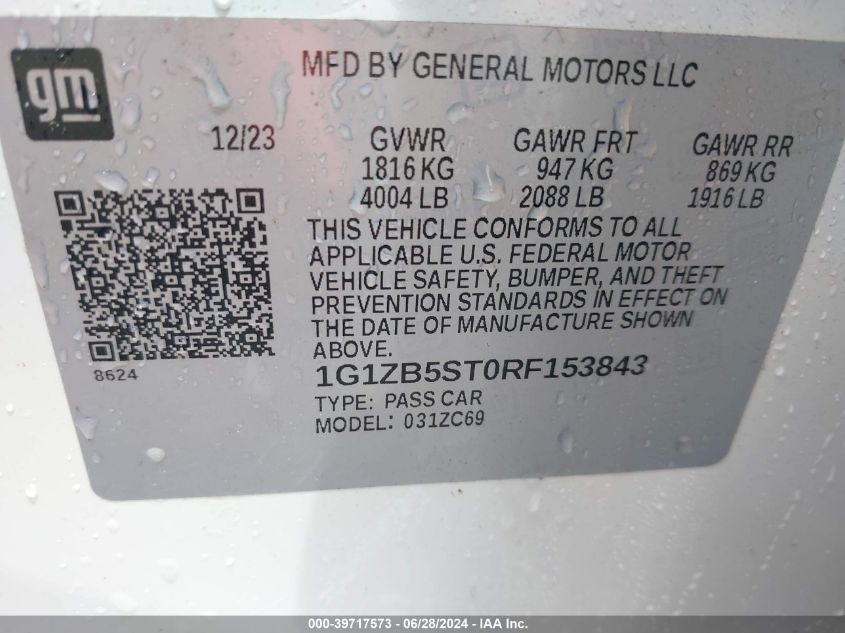 gm
MFD BY GENERAL MOTORS LLC
12/23 GVWR GAWR FRT GAWR RR
1816 KG 947 KG 869 KG
4004 LB 2088 LB 1916 LB
THIS VEHICLE CONFORMS TO ALL
APPLICABLE U.S. FEDERAL MOTOR
VEHICLE SAFETY, BUMPER, AND THEFT
PREVENTION STANDARDS IN EFFECT ON
THE DATE OF MANUFACTURE SHOWN
ABOVE.
8624
1G1ZB5ST0RF153843
TYPE: PASS CAR
MODEL: 031ZC69
000-39717573 - 06/28/2024 - IAA Inc.